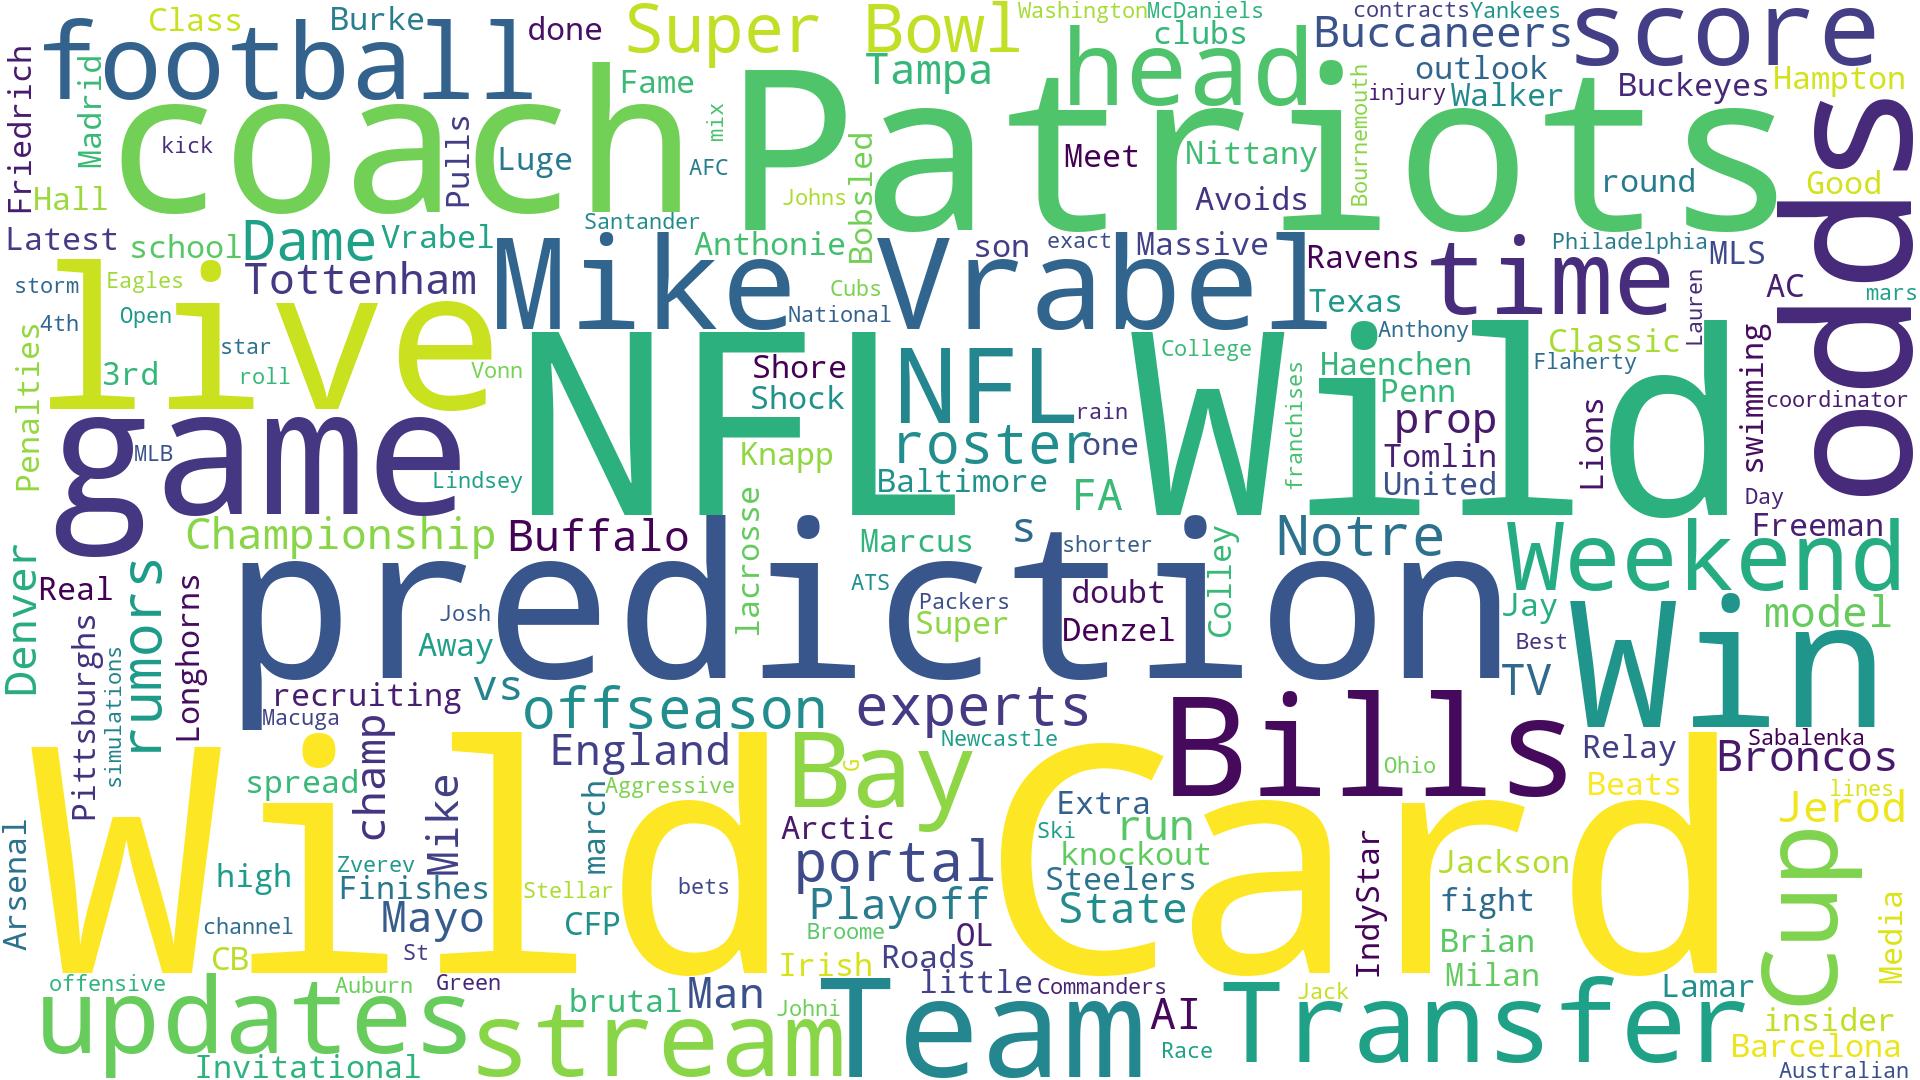 Class
Burke
done
Super Bowl
Washington
McDaniels
contracts
Yankees
football
clubs
Buccaneers
score
Friedrich
Madrid
Fame
Tampa
head
outlook
Buckeyes
Hampton
coach
Patriots
mix
Bournemouth
injury
Walker
kick
Pulls
Luge
AFC
Bobsled
Meet
Nittany
round
odds
Hall
Johns
Avoids
Good
Latest
school
Dame
Vrabel
Santander
Anthonie
son
exact
Massive
Ravens
time
Philadelphia
MLS
storm
Eagles
Tottenham
Mike Vrabel
Cubs
Texas
Lauren
AC
mars
4th
Open
live
National
Anthony
Penalties
star
3rd
roll
Vonn
NFL
Shore
Shock
NFL
College
Wild
Haenchen
Classic
Flaherty
swimming
Penn
franchises
coordinator
game
MLB
Lindsey
Knapp
roster
rain
one
prop
Tomlin
Lions
Baltimore
FA
United
Day
Championship
Buffalo
lacrosse
Marcus
s
shorter
Colley
Notre
Weekend
Freeman
Denver
Real
rumors
Longhorns
prediction
Josh
ATS
Packers
doubt
Jay
Win
model
Away
Super
Denzel
Best
Pittsburghs
simulations
recruiting
vs
offseason
experts
TV
Macuga
champ
England
Newcastle
Bills
Relay
Sabalenka
Broncos
spread
Mike
Aggressive
march
Bay
G
Ohio
Beats
lines
Wild Card
Extra
Jerod
Arsenal
Arctic
Ski
run
IndyStar
Cup
high
Zverev
portal
knockout
Jackson
Finishes
Stellar
bets
Steelers
fight
channel
Mayo
CFP
Playoff
State
Media
CB
St
Broome
OL
Brian
offensive
Auburn
Green
Irish
Roads
Milan
updates
brutal
Man
little
Commanders
Jack
Lamar
stream
Johni
Team
AI
Transfer
insider
Invitational
Race
Barcelona
Australian